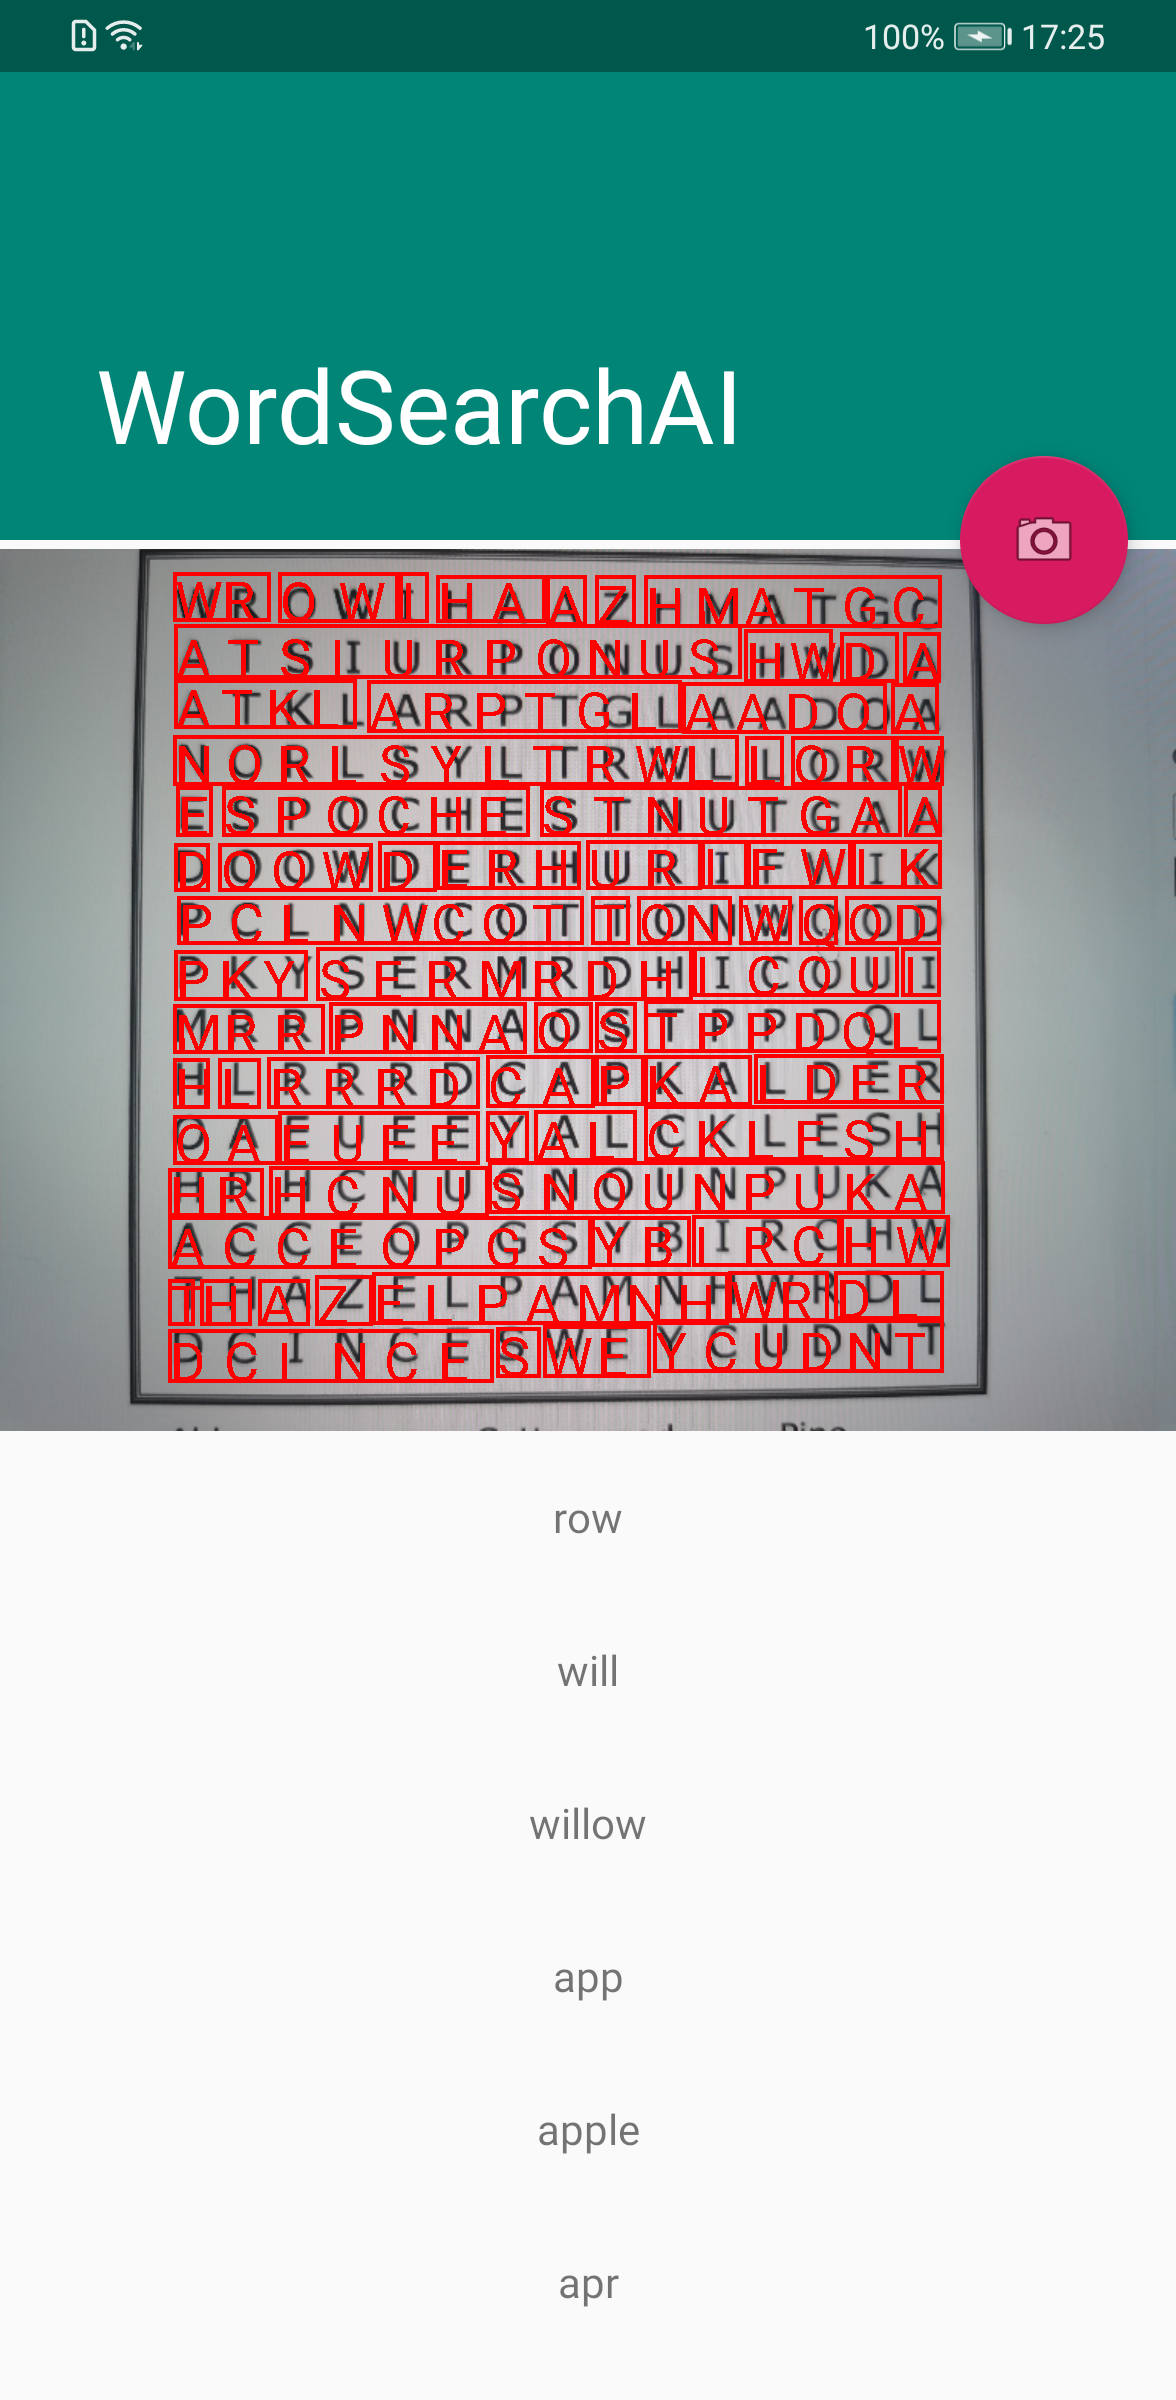 100% 17:25
WordSearchAI
W R O W I H A A Z H M A T G C
A T S I U R P O N U S H W D A
A T K L A R P T G L A A D O A
N O R L S Y L T R W L L O R W
E S P O C H E S T N U T G A A
D O O W D E R H U R I F W I K
P C L N W C O T T O N W O O D
P K Y S E R M R D H I C O U I
M R R P N N A O S T P P D Q L
H L R R R D C A P K A L D E R
O A E U E E Y A L C K L E S H
H R H C N U S N O U N P U K A
A C C E O P G S Y B I R C H W
T H A Z E L P A M N H W R D L
D C I N C E S W E Y C U D N T
row
will
willow
app
apple
apr